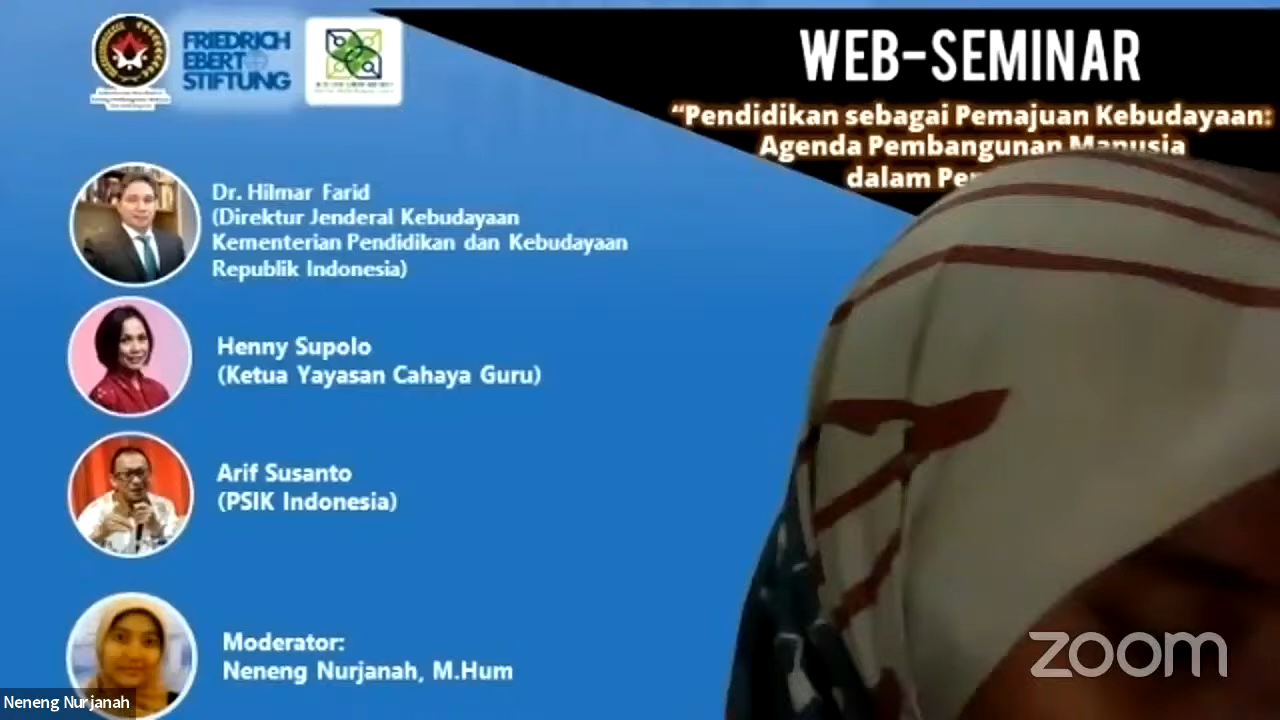 FRIEDRICH
EBERT
STIFTUNG
WEB-SEMINAR
“Pendidikan sebagai Pemajuan Kebudayaan:
Agenda Pembangunan Manusia
dalam
Dr. Hilmar Farid
(Direktur Jenderal Kebudayaan
Kementerian Pendidikan dan Kebudayaan
Republik Indonesia)
Henny Supolo
(Ketua Yayasan Cahaya Guru)
Arif Susanto
(PSIK Indonesia)
Moderator:
Neneng Nurjanah, M.Hum
Neneng Nurjanah
zoom